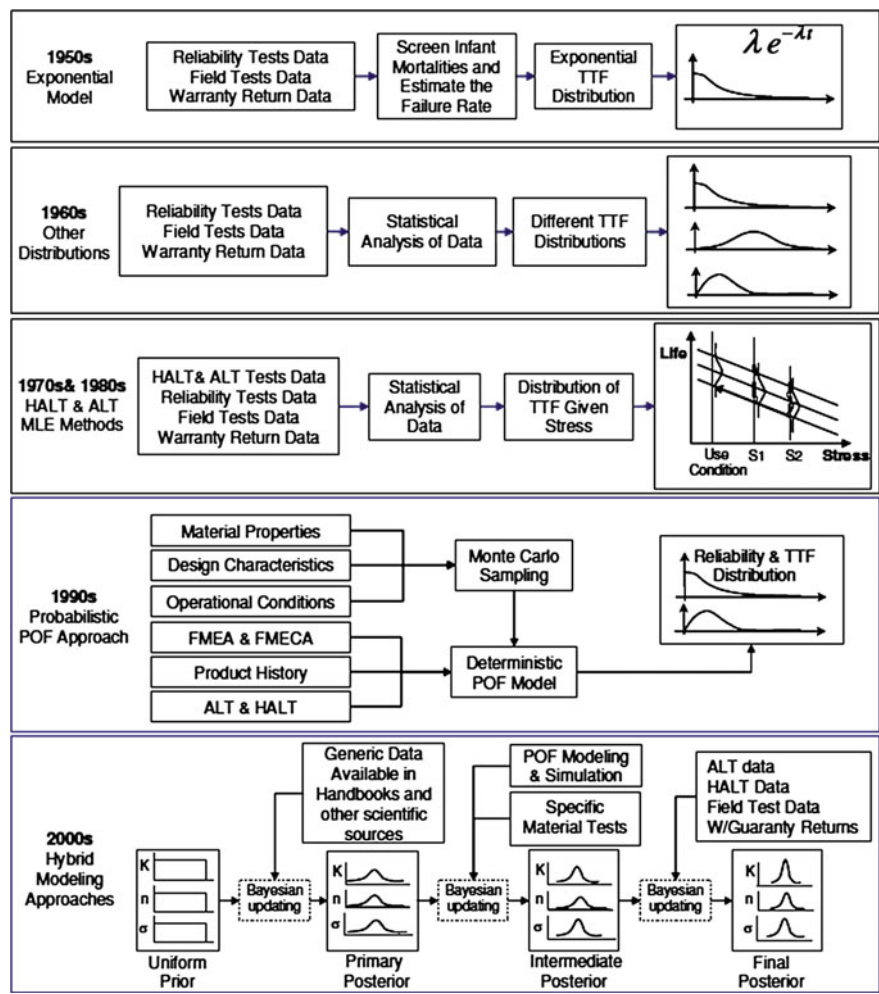 1950s
Exponential
Model
Reliability Tests Data
Field Tests Data
Warranty Return Data
Screen Infant
Mortalities and
Estimate the
Failure Rate
Exponential
TTF
Distribution
λe^{-λt}
1960s
Other
Distributions
Reliability Tests Data
Field Tests Data
Warranty Return Data
Statistical
Analysis of Data
Different TTF
Distributions
1970s& 1980s
HALT & ALT
MLE Methods
HALT& ALT Tests Data
Reliability Tests Data
Field Tests Data
Warranty Return Data
Statistical
Analysis of
Data
Distribution of
TTF Given
Stress
Life
Use
Condition
S1
S2
Stress
1990s
Probabilistic
POF Approach
Material Properties
Design Characteristics
Operational Conditions
FMEA & FMECA
Product History
ALT & HALT
Monte Carlo
Sampling
Deterministic
POF Model
Reliability & TTF
Distribution
2000s
Hybrid
Modeling
Approaches
K
n
σ
Uniform
Prior
Generic Data
Available in
Handbooks and
other scientific
sources
Bayesian
updating
K
n
σ
Primary
Posterior
POF Modeling
& Simulation
Specific
Material Tests
Bayesian
updating
K
n
σ
Intermediate
Posterior
ALT data
HALT Data
Field Test Data
W/Guaranty Returns
Bayesian
updating
K
n
σ
Final
Posterior